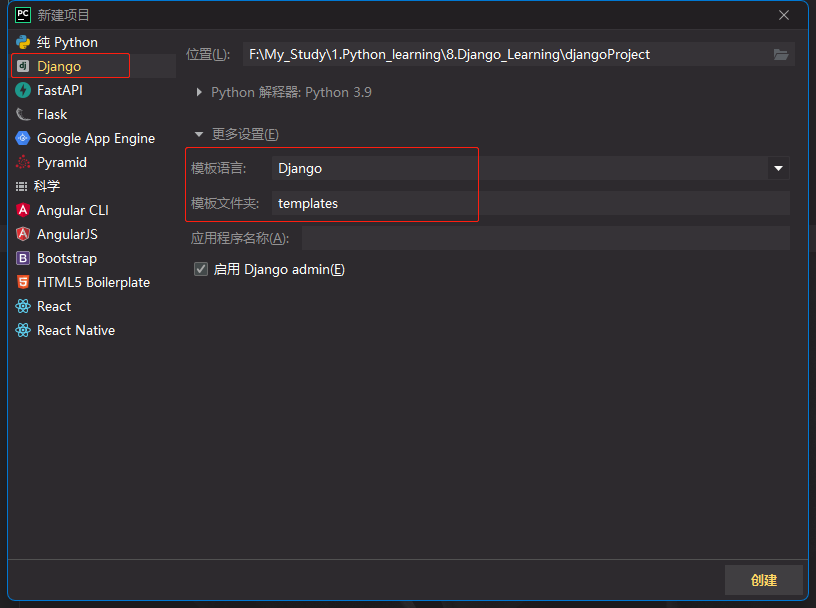 PC 新建项目
纯 Python
dj Django
FastAPI
Flask
Google App Engine
Pyramid
科学
Angular CLI
AngularJS
B Bootstrap
5 HTML5 Boilerplate
React
React Native
位置(L): F:\My_Study\1.Python_learning\8.Django_Learning\djangoProject
Python 解释器: Python 3.9
更多设置(E)
模板语言: Django
模板文件夹: templates
应用程序名称(A):
启用 Django admin(E)
创建